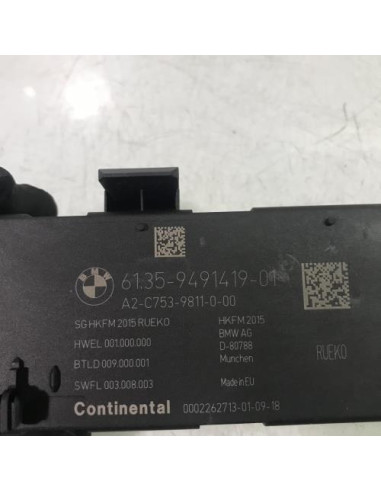 BMW
6135-9491419-01
A2-C753-9811-0-00
SG HKFM 2015 RUEKO
HWEL 001.000.000
BTLD 009.000.001
SWFL 003.008.003
HKFM 2015
BMW AG
D-80788
Munchen
Made in EU
RUEKO
Continental
0002262713-01-09-18